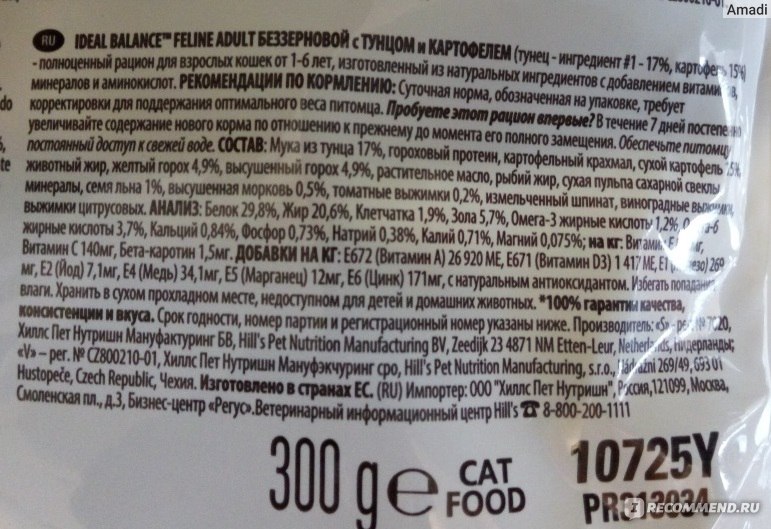 Amadi
RU IDEAL BALANCE™ FELINE ADULT БЕЗЗЕРНОВОЙ с ТУНЦОМ и КАРТОФЕЛЕМ (тунец - ингредиент #1 - 17%, картофель 15%)
- полноценный рацион для взрослых кошек от 1-6 лет, изготовленный из натуральных ингредиентов с добавлением витаминов,
минералов и аминокислот. РЕКОМЕНДАЦИИ ПО КОРМЛЕНИЮ: Суточная норма, обозначенная на упаковке, требует
корректировки для поддержания оптимального веса питомца. Пробуете этот рацион впервые? В течение 7 дней постепенно
увеличивайте содержание нового корма по отношению к прежнему до момента его полного замещения. Обеспечьте питомцу
постоянный доступ к свежей воде. СОСТАВ: Мука из тунца 17%, гороховый протеин, картофельный крахмал, сухой картофель
животный жир, желтый горох 4,9%, высушенный горох 4,9%, растительное масло, рыбий жир, сухая пульпа сахарной свеклы,
минералы, семя льна 1%, высушенная морковь 0,5%, томатные выжимки 0,2%, измельченный шпинат, виноградные выжимки,
выжимки цитрусовых. АНАЛИЗ: Белок 29,8%, Жир 20,6%, Клетчатка 1,9%, Зола 5,7%, Омега-3 жирные кислоты 1,2%,
жирные кислоты 3,7%, Кальций 0,84%, Фосфор 0,73%, Натрий 0,38%, Калий 0,71%, Магний 0,075%; на КГ:
Витамин С 140мг, Бета-каротин 1,5мг. ДОБАВКИ НА КГ: E672 (Витамин А) 26 920 МЕ, E671 (Витамин D3) 1 417 МЕ, E1
мг, E2 (Йод) 7,1мг, E4 (Медь) 34,1мг, E5 (Марганец) 12мг, E6 (Цинк) 171мг, с натуральным антиоксидантом. Избегать попадания
влаги. Хранить в сухом прохладном месте, недоступном для детей и домашних животных. *100% гарантия качества,
консистенции и вкуса. Срок годности, номер партии и регистрационный номер указаны ниже. Производитель: «S» - рег. №
Хиллс Пет Нутришн Мануфактуринг БВ, Hill's Pet Nutrition Manufacturing BV, Zeedijk 23 4871 NM Etten-Leur, Netherlands, Нидерланды;
«V» – рег. № CZ800210-01, Хиллс Пет Нутришн Мануфэкчуринг сро, Hill's Pet Nutrition Manufacturing, s.r.o., Fibichova 269/49, 693 01
Hustopeče, Czech Republic, Чехия. Изготовлено в странах ЕС. (RU) Импортер: ООО "Хиллс Пет Нутришн", Россия,121099, Москва,
Смоленская пл., д.3, Бизнес-центр «Регус».Ветеринарный информационный центр Hill's ☎ 8-800-200-1111
300 g e CAT FOOD
10725Y
PR313034
IRECOMMEND.RU